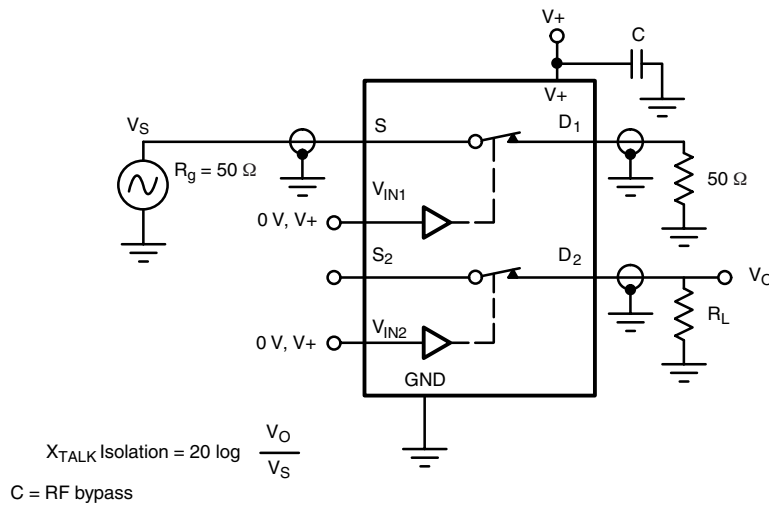 V+
C
V+
VS
S
D1
Rg = 50 Ω
50 Ω
VIN1
0 V, V+
S2
D2
VO
RL
VIN2
0 V, V+
GND
XTALK Isolation = 20 log VO
VS
C = RF bypass